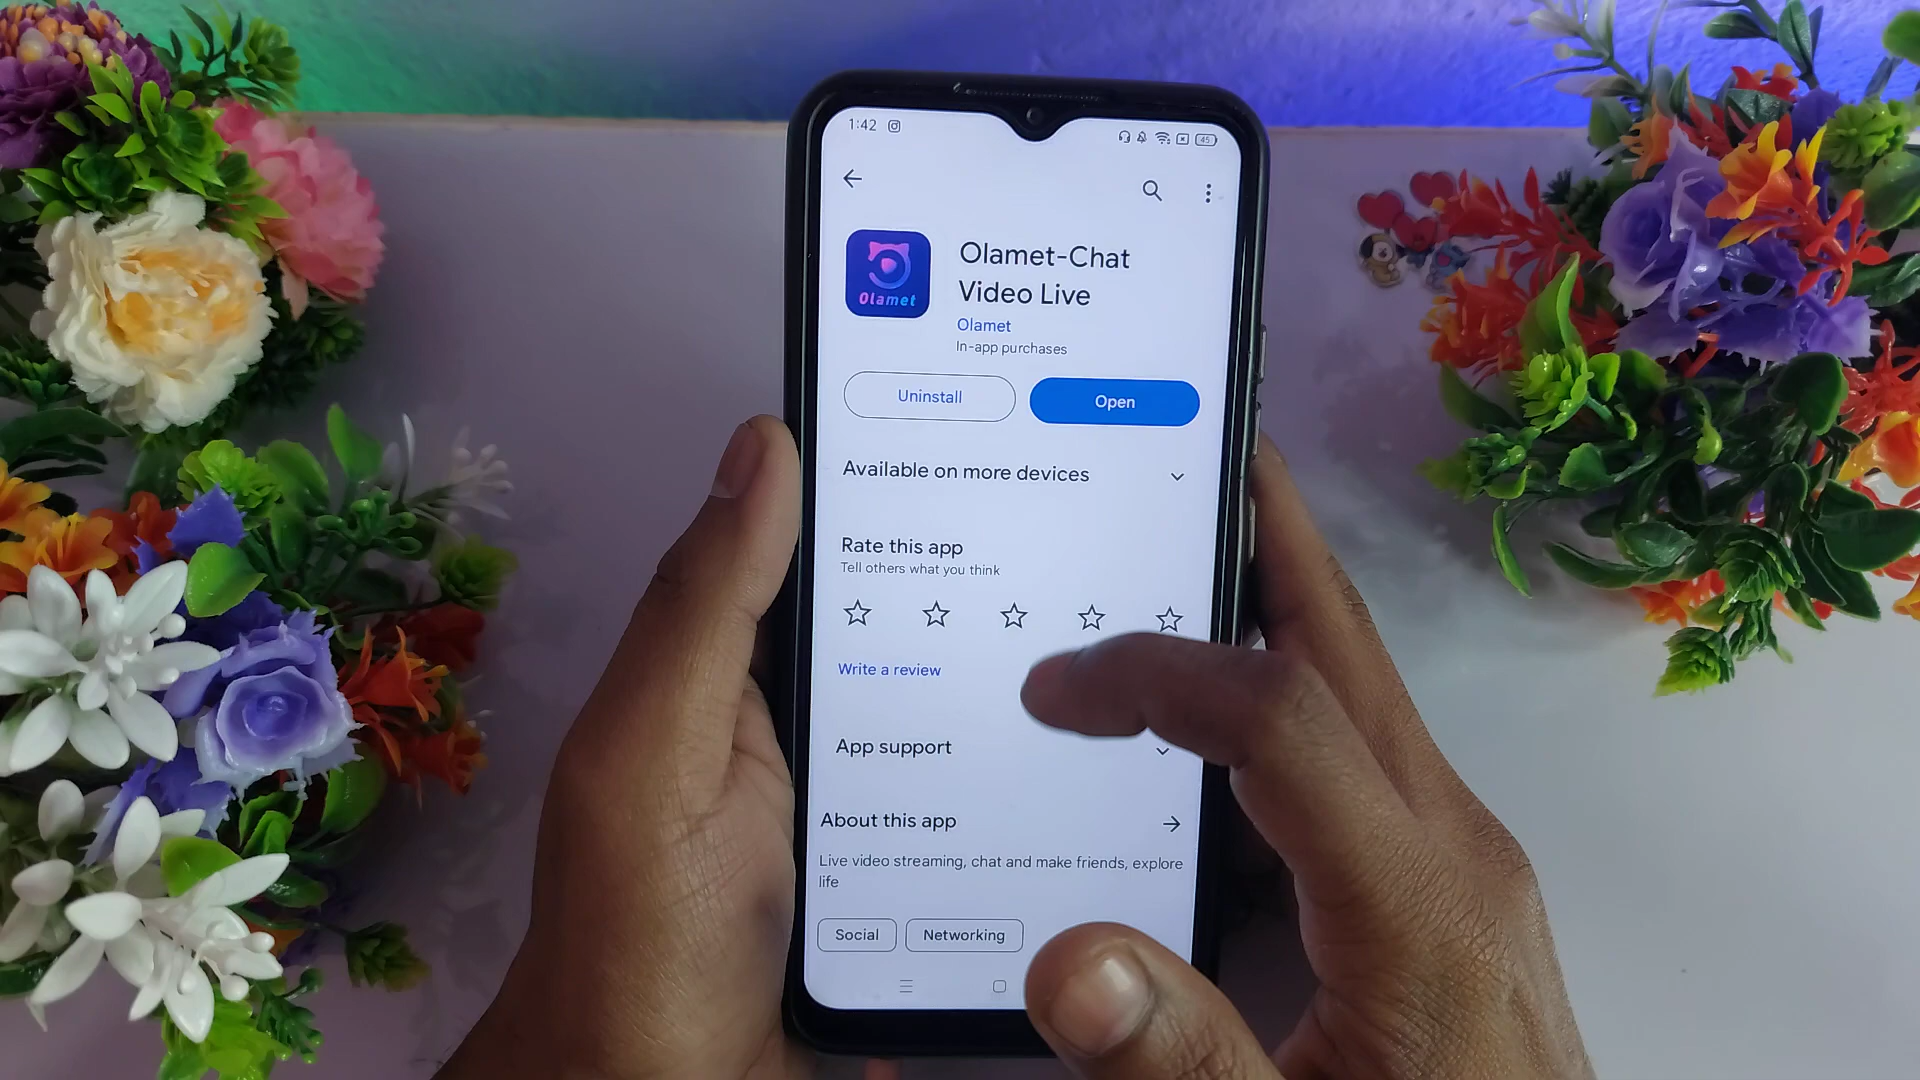 1:42
45
Olamet
Olamet-Chat
Video Live
Olamet
In-app purchases
Uninstall
Open
Available on more devices
Rate this app
Tell others what you think
Write a review
App support
About this app
Live video streaming, chat and make friends, explore
life
Social
Networking